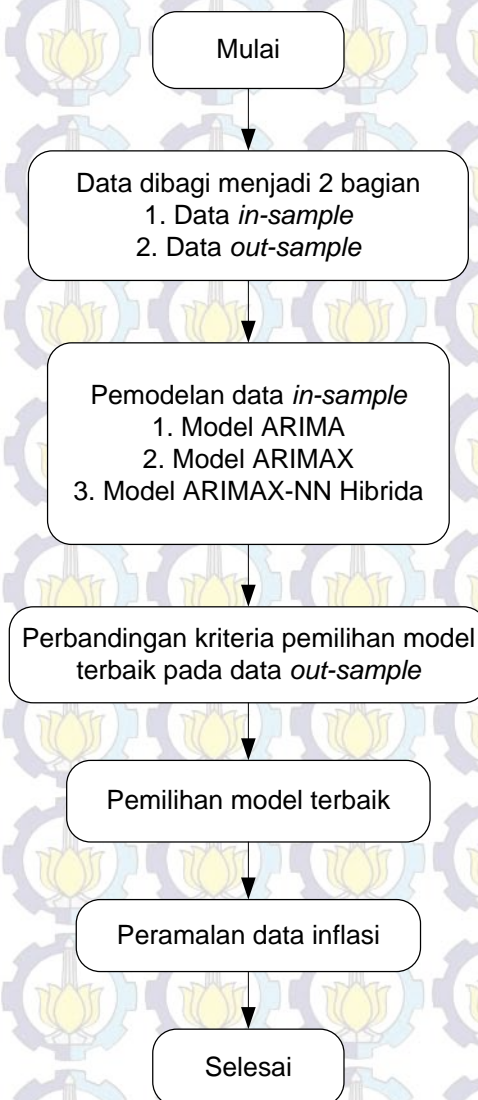 Mulai
Data dibagi menjadi 2 bagian
1. Data in-sample
2. Data out-sample
Pemodelan data in-sample
1. Model ARIMA
2. Model ARIMAX
3. Model ARIMAX-NN Hibrida
Perbandingan kriteria pemilihan model
terbaik pada data out-sample
Pemilihan model terbaik
Peramalan data inflasi
Selesai